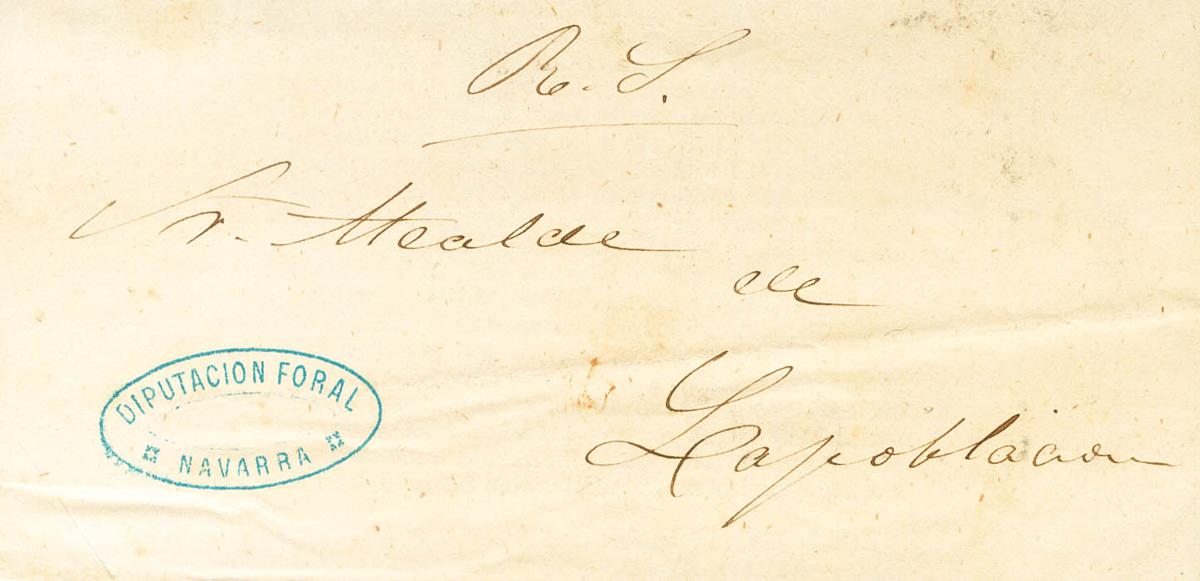 R. S.
Sr. Alcalde
de
Lapoblacion
DIPUTACION FORAL
NAVARRA